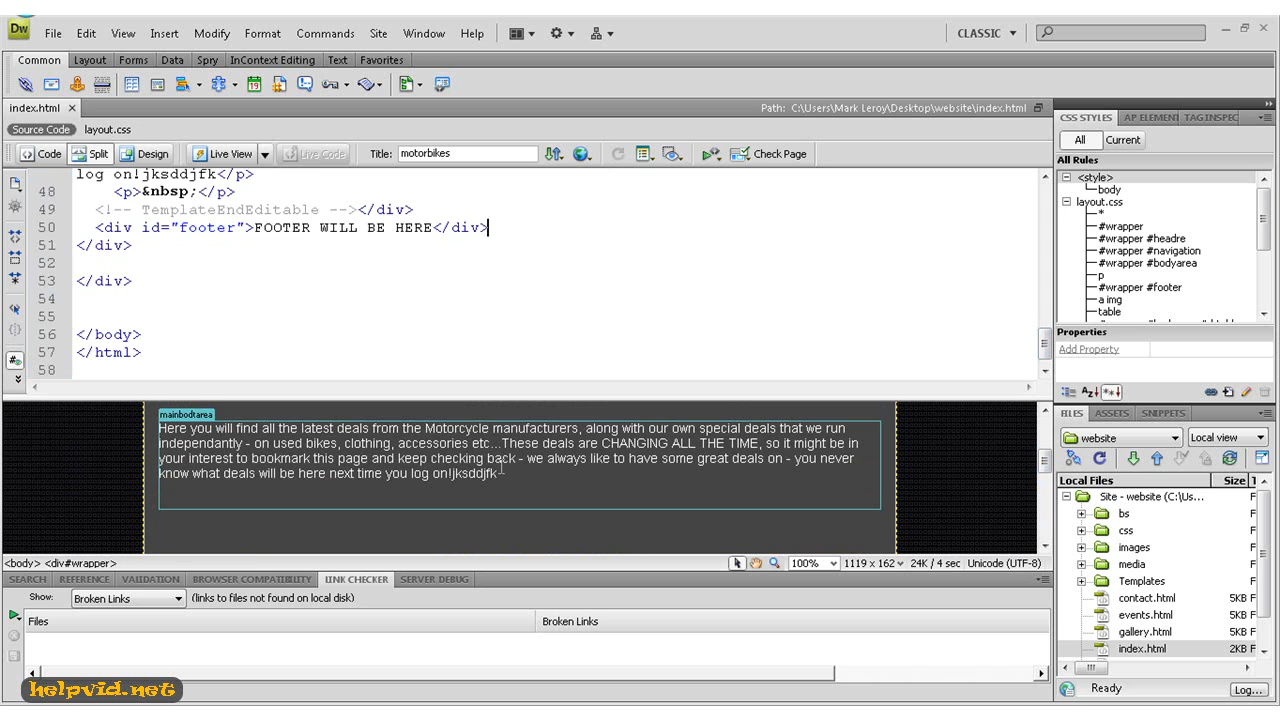 Dw File Edit View Insert Modify Format Commands Site Window Help CLASSIC
Common Layout Forms Data Spry InContext Editing Text Favorites
index.html Path: C:\Users\Mark Leroy\Desktop\website\index.html
Source Code layout.css
Code Split Design Live View Live Code Title: motorbikes Check Page
log on!jksddjfk</p>
48 <p>&nbsp;</p>
49 <!-- TemplateEndEditable --></div>
50 <div id="footer">FOOTER WILL BE HERE</div>
51 </div>
52
53 </div>
54
55
56 </body>
57 </html>
58
mainbodtarea
Here you will find all the latest deals from the Motorcycle manufacturers, along with our own special deals that we run
independantly - on used bikes, clothing, accessories etc...These deals are CHANGING ALL THE TIME, so it might be in
your interest to bookmark this page and keep checking back - we always like to have some great deals on - you never
know what deals will be here next time you log on!jksddjfk
<body> <div#wrapper> 100% 1119 x 162 24K / 4 sec Unicode (UTF-8)
SEARCH REFERENCE VALIDATION BROWSER COMPATIBILITY LINK CHECKER SERVER DEBUG
Show: Broken Links (links to files not found on local disk)
Files Broken Links
helpvid.net
CSS STYLES AP ELEMEN TAG INSPEC
All Current
All Rules
<style>
body
layout.css
*
#wrapper
#wrapper #headre
#wrapper #navigation
#wrapper #bodyarea
p
#wrapper #footer
a img
table
Properties
Add Property
FILES ASSETS SNIPPETS
website Local view
Local Files Size T
Site - website (C:\Us...
bs
css
images
media
Templates
contact.html 5KB F
events.html 5KB F
gallery.html 5KB F
index.html 2KB F
Ready Log...